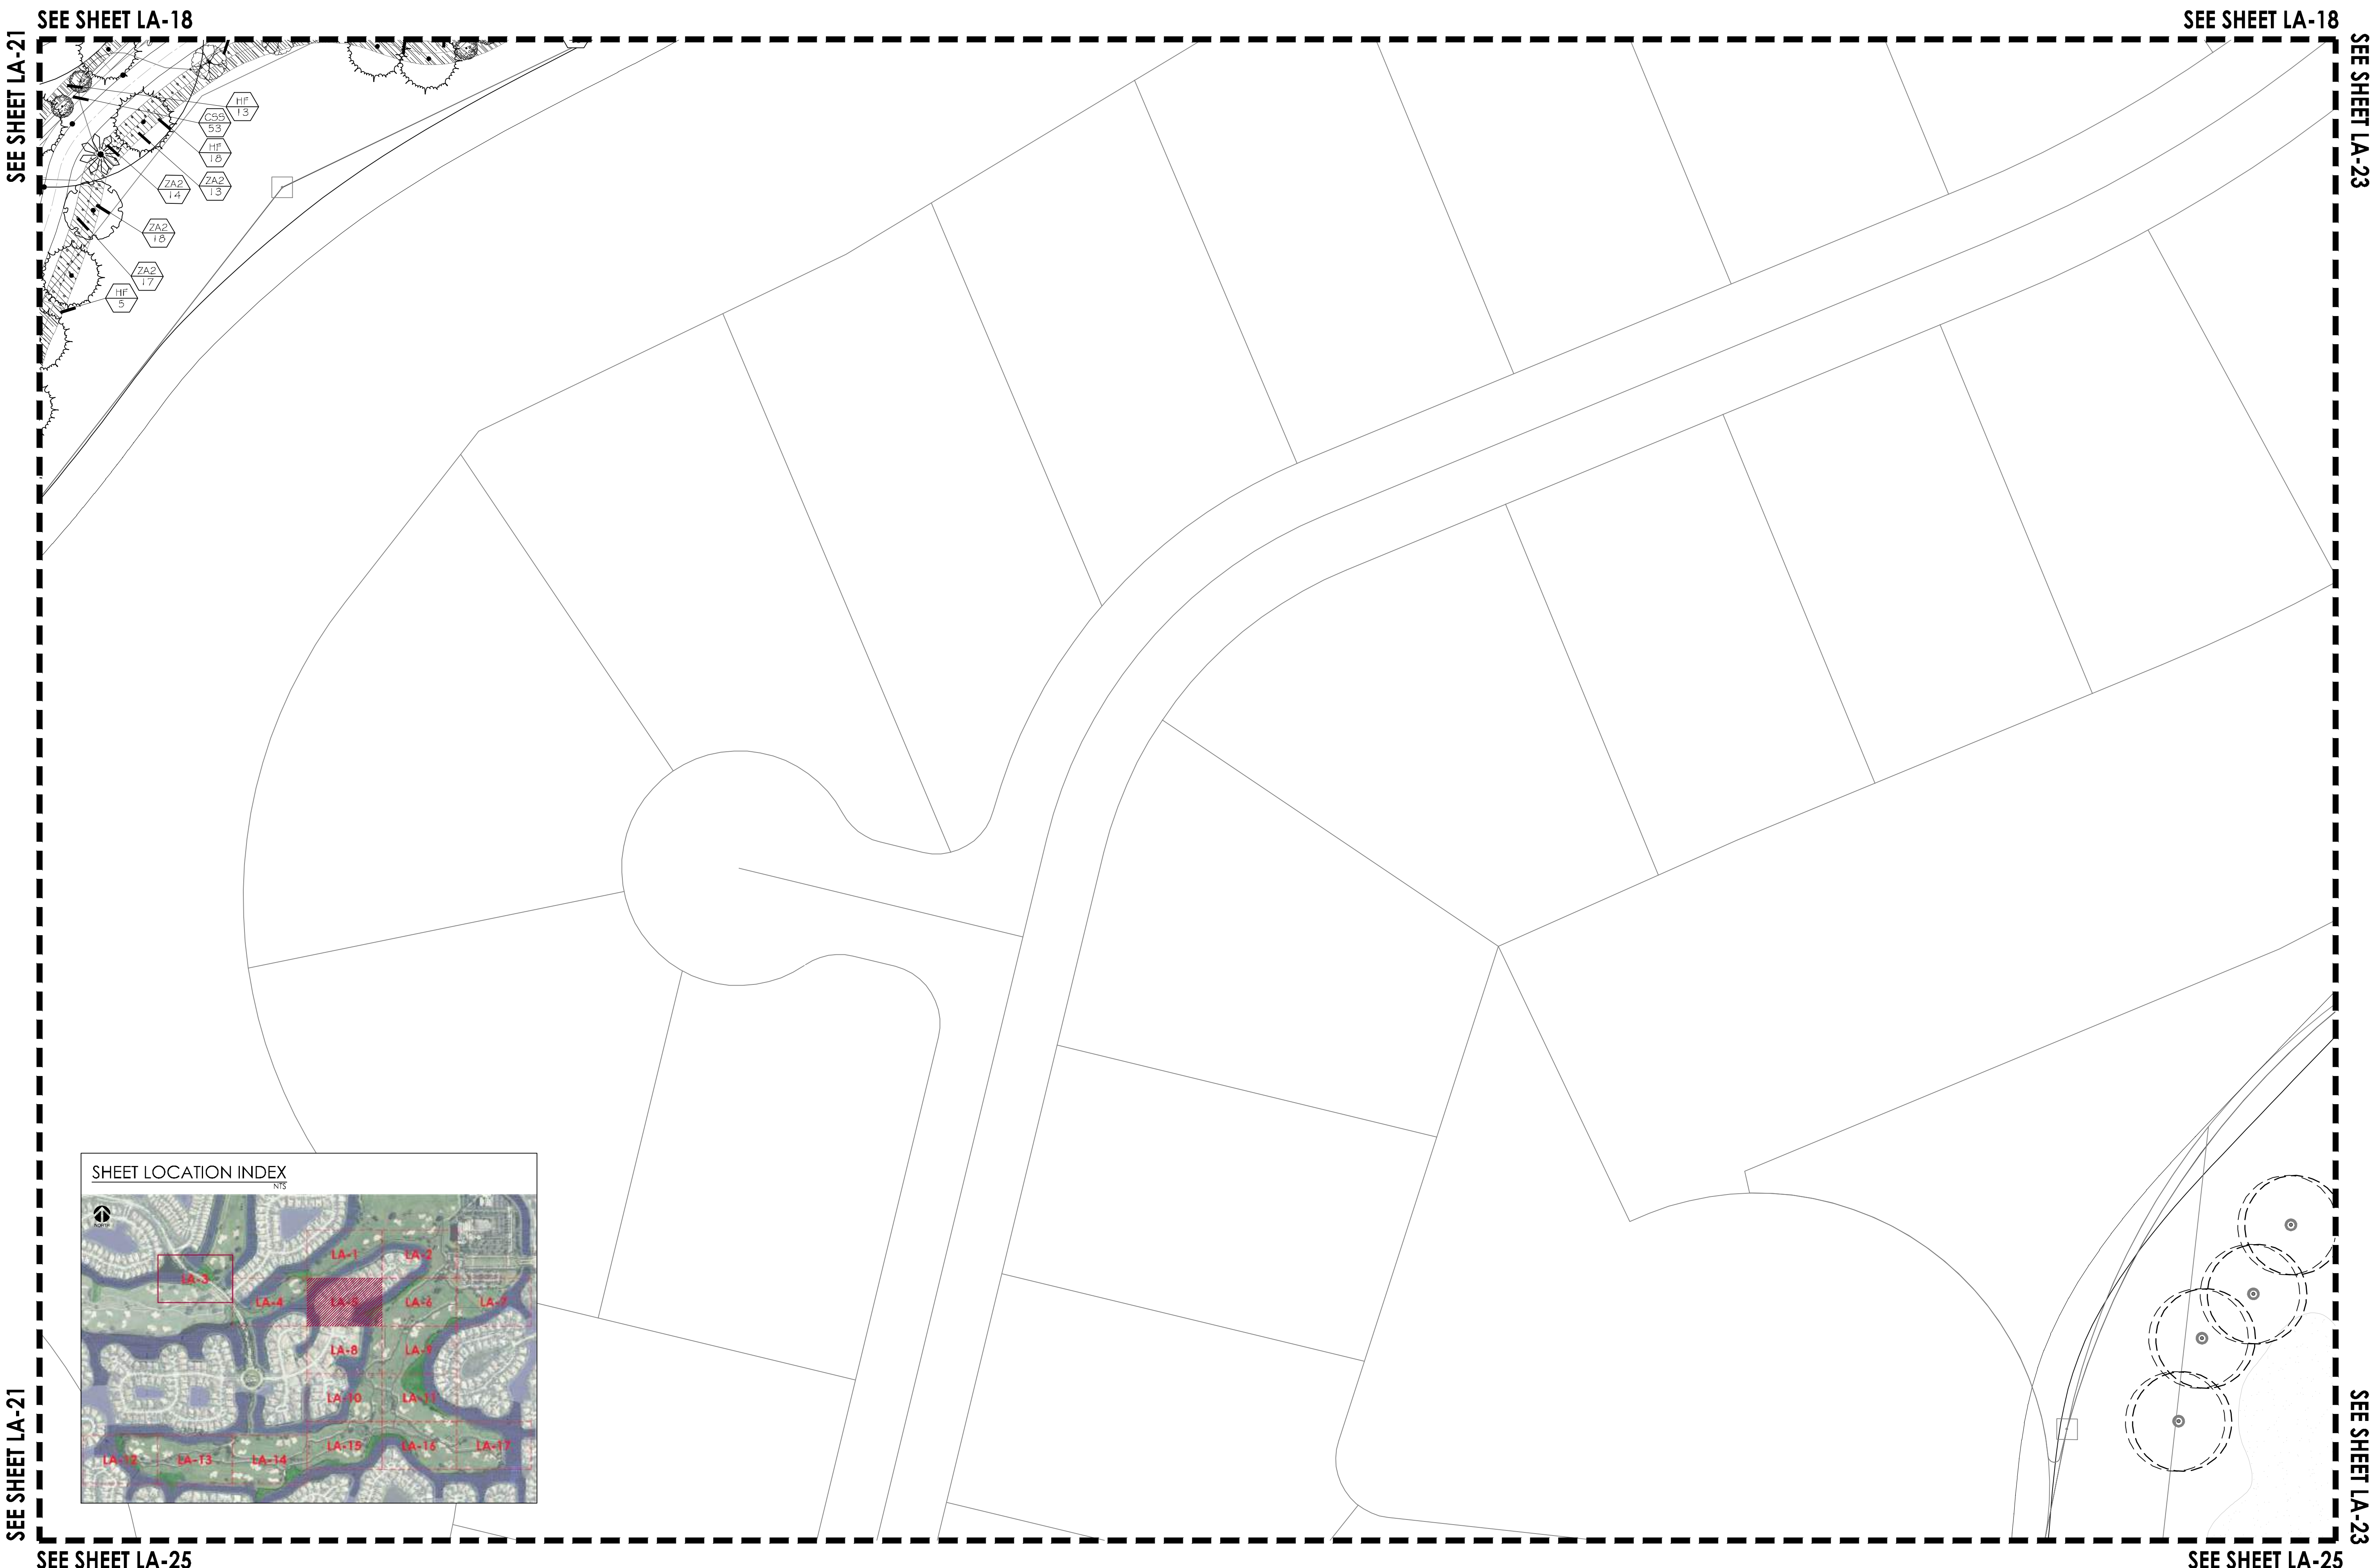 SEE SHEET LA-18
SEE SHEET LA-18
SEE SHEET LA-21
SEE SHEET LA-23
HF
13
CSS
53
HF
18
ZA2
14
ZA2
13
ZA2
18
ZA2
17
HF
5
SHEET LOCATION INDEX
NTS
NORTH
LA-1
LA-2
LA-3
LA-4
LA-5
LA-6
LA-7
LA-8
LA-9
LA-10
LA-11
LA-12
LA-13
LA-14
LA-15
LA-16
LA-17
SEE SHEET LA-21
SEE SHEET LA-23
SEE SHEET LA-25
SEE SHEET LA-25